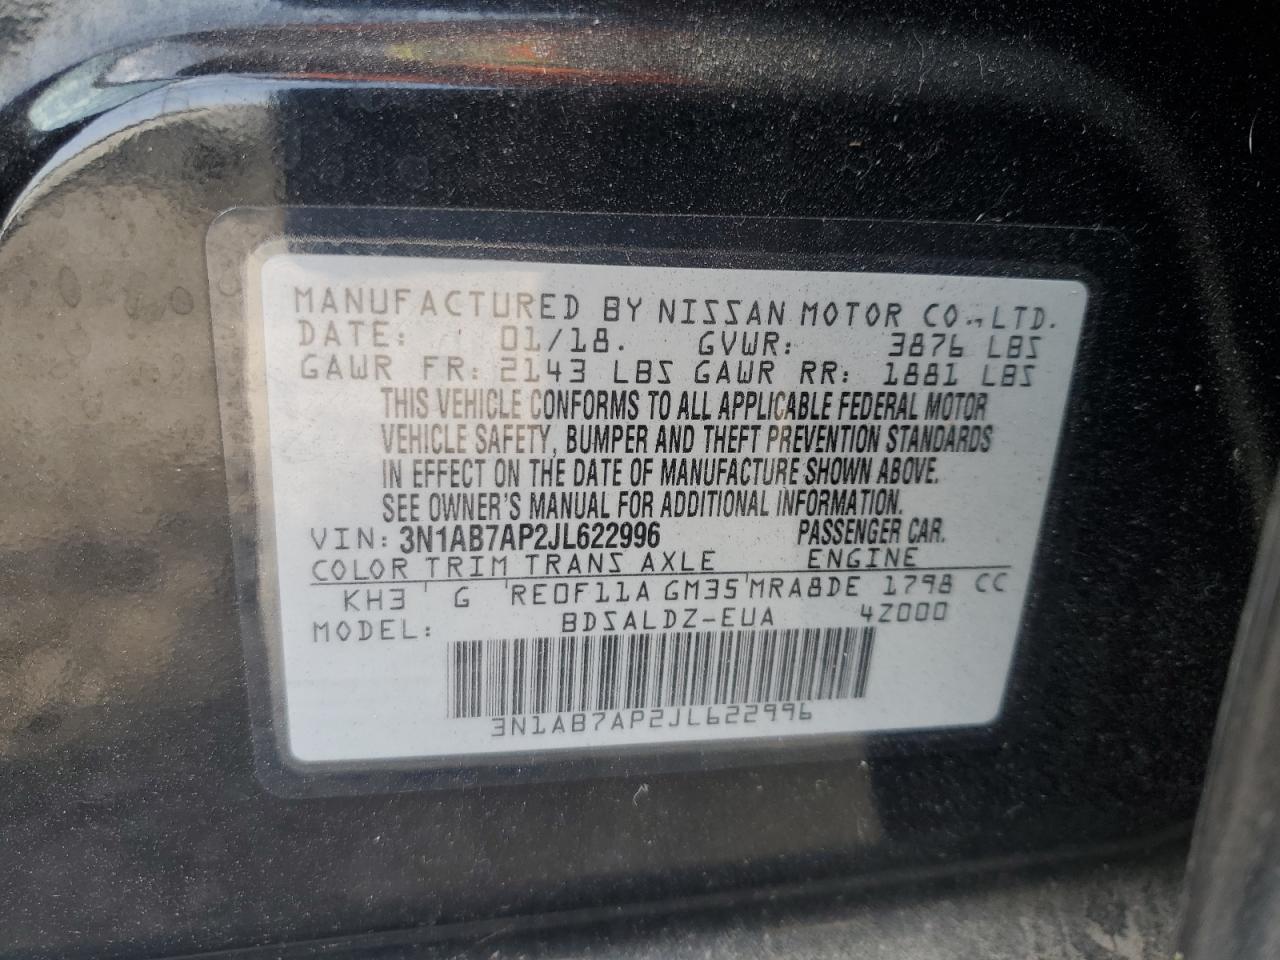 MANUFACTURED BY NISSAN MOTOR CO.,LTD.
DATE: 01/18. GVWR: 3876 LBS
GAWR FR: 2143 LBS GAWR RR: 1881 LBS
THIS VEHICLE CONFORMS TO ALL APPLICABLE FEDERAL MOTOR
VEHICLE SAFETY, BUMPER AND THEFT PREVENTION STANDARDS
IN EFFECT ON THE DATE OF MANUFACTURE SHOWN ABOVE.
SEE OWNER'S MANUAL FOR ADDITIONAL INFORMATION.
VIN: 3N1AB7AP2JL622996 PASSENGER CAR.
COLOR TRIM TRANS AXLE ENGINE
KH3 G RE0F11A GM35 MRA8DE 1798 CC
MODEL: BDSALDZ-EUA 4Z000
3N1AB7AP2JL622996